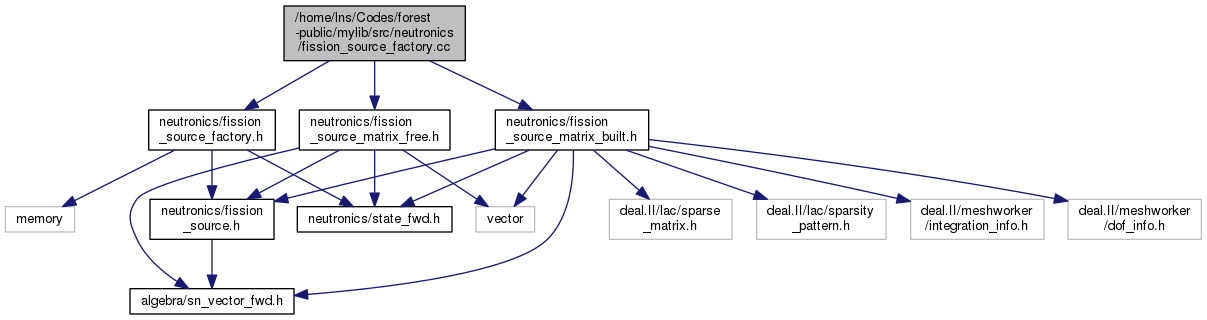 /home/lns/Codes/forest
-public/mylib/src/neutronics
/fission_source_factory.cc
neutronics/fission
_source_factory.h
neutronics/fission
_source_matrix_free.h
neutronics/fission
_source_matrix_built.h
memory
neutronics/fission
_source.h
neutronics/state_fwd.h
vector
deal.II/lac/sparse
_matrix.h
deal.II/lac/sparsity
_pattern.h
deal.II/meshworker
/integration_info.h
deal.II/meshworker
/dof_info.h
algebra/sn_vector_fwd.h